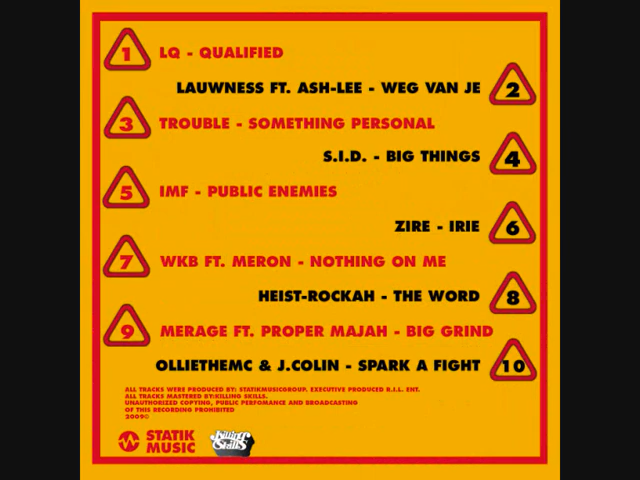 1 LQ - QUALIFIED
LAUWNESS FT. ASH-LEE - WEG VAN JE 2
3 TROUBLE - SOMETHING PERSONAL
S.I.D. - BIG THINGS 4
5 IMF - PUBLIC ENEMIES
ZIRE - IRIE 6
7 WKB FT. MERON - NOTHING ON ME
HEIST-ROCKAH - THE WORD 8
9 MERAGE FT. PROPER MAJAH - BIG GRIND
OLLIETHEMC & J.COLIN - SPARK A FIGHT 10
ALL TRACKS WERE PRODUCED BY: STATIKMUSICGROUP. EXECUTIVE PRODUCED R.I.L. ENT.
ALL TRACKS MASTERED BY:KILLING SKILLS.
UNAUTHORIZED COPYING, PUBLIC PERFOMANCE AND BROADCASTING
OF THIS RECORDING PROHIBITED
2009©
STATIK
MUSIC
Killing
Skills